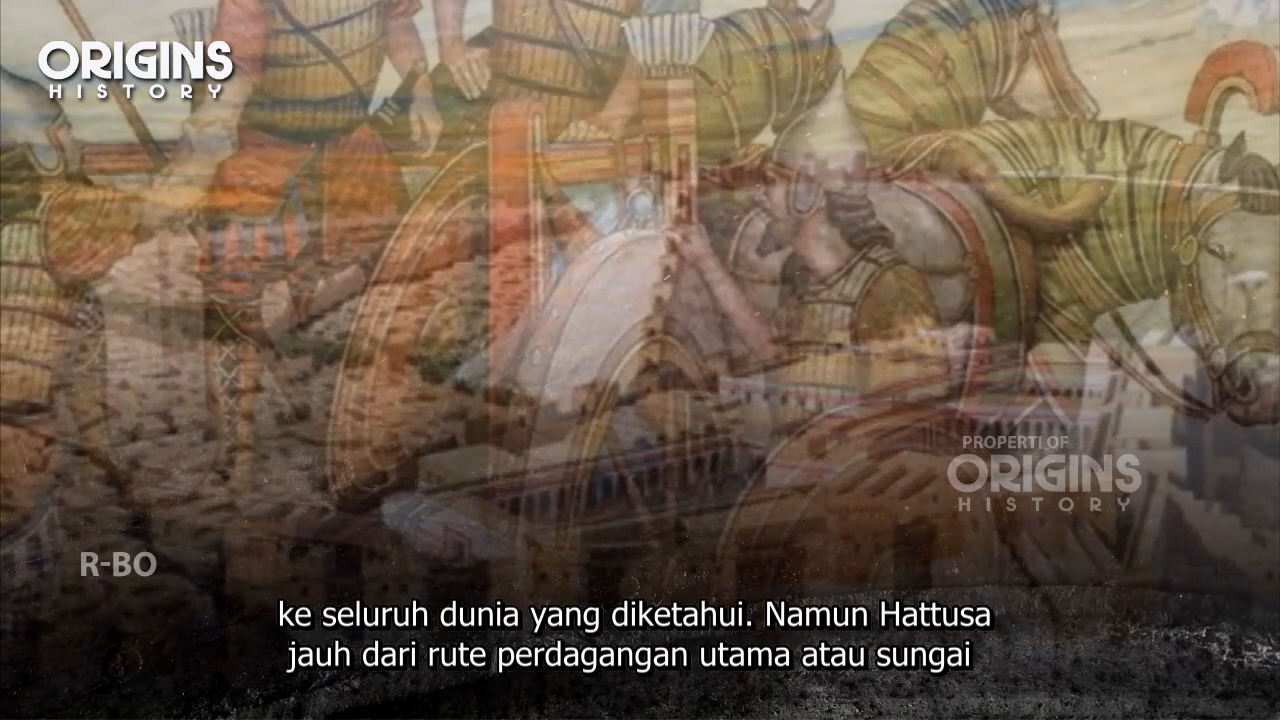 ORIGINS
HISTORY
PROPERTI OF
ORIGINS
HISTORY
R-BO
ke seluruh dunia yang diketahui. Namun Hattusa
jauh dari rute perdagangan utama atau sungai